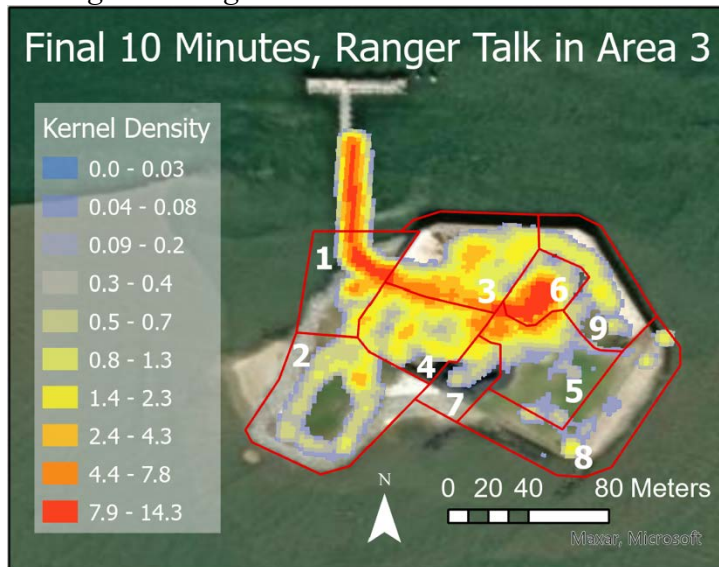 Final 10 Minutes, Ranger Talk in Area 3
Kernel Density
0.0 - 0.03
0.04 - 0.08
0.09 - 0.2
0.3 - 0.4
0.5 - 0.7
0.8 - 1.3
1.4 - 2.3
2.4 - 4.3
4.4 - 7.8
7.9 - 14.3
1
2
3
4
5
6
7
8
9
N
0 20 40 80 Meters
Maxar, Microsoft